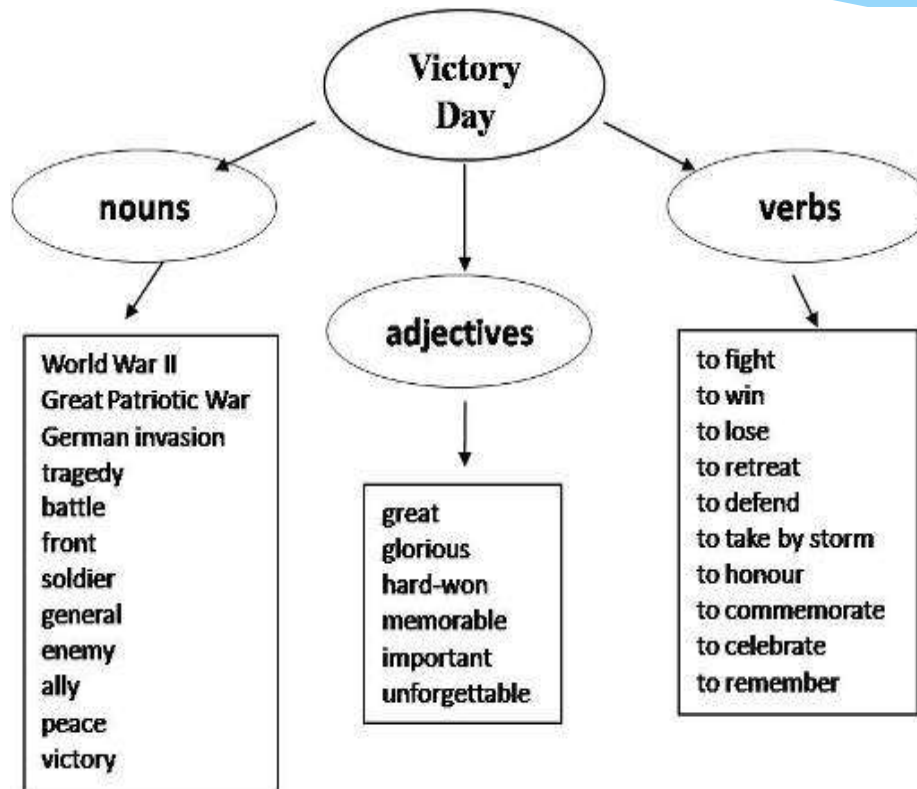 Victory
Day
nouns
verbs
adjectives
World War II
Great Patriotic War
German invasion
tragedy
battle
front
soldier
general
enemy
ally
peace
victory
great
glorious
hard-won
memorable
important
unforgettable
to fight
to win
to lose
to retreat
to defend
to take by storm
to honour
to commemorate
to celebrate
to remember